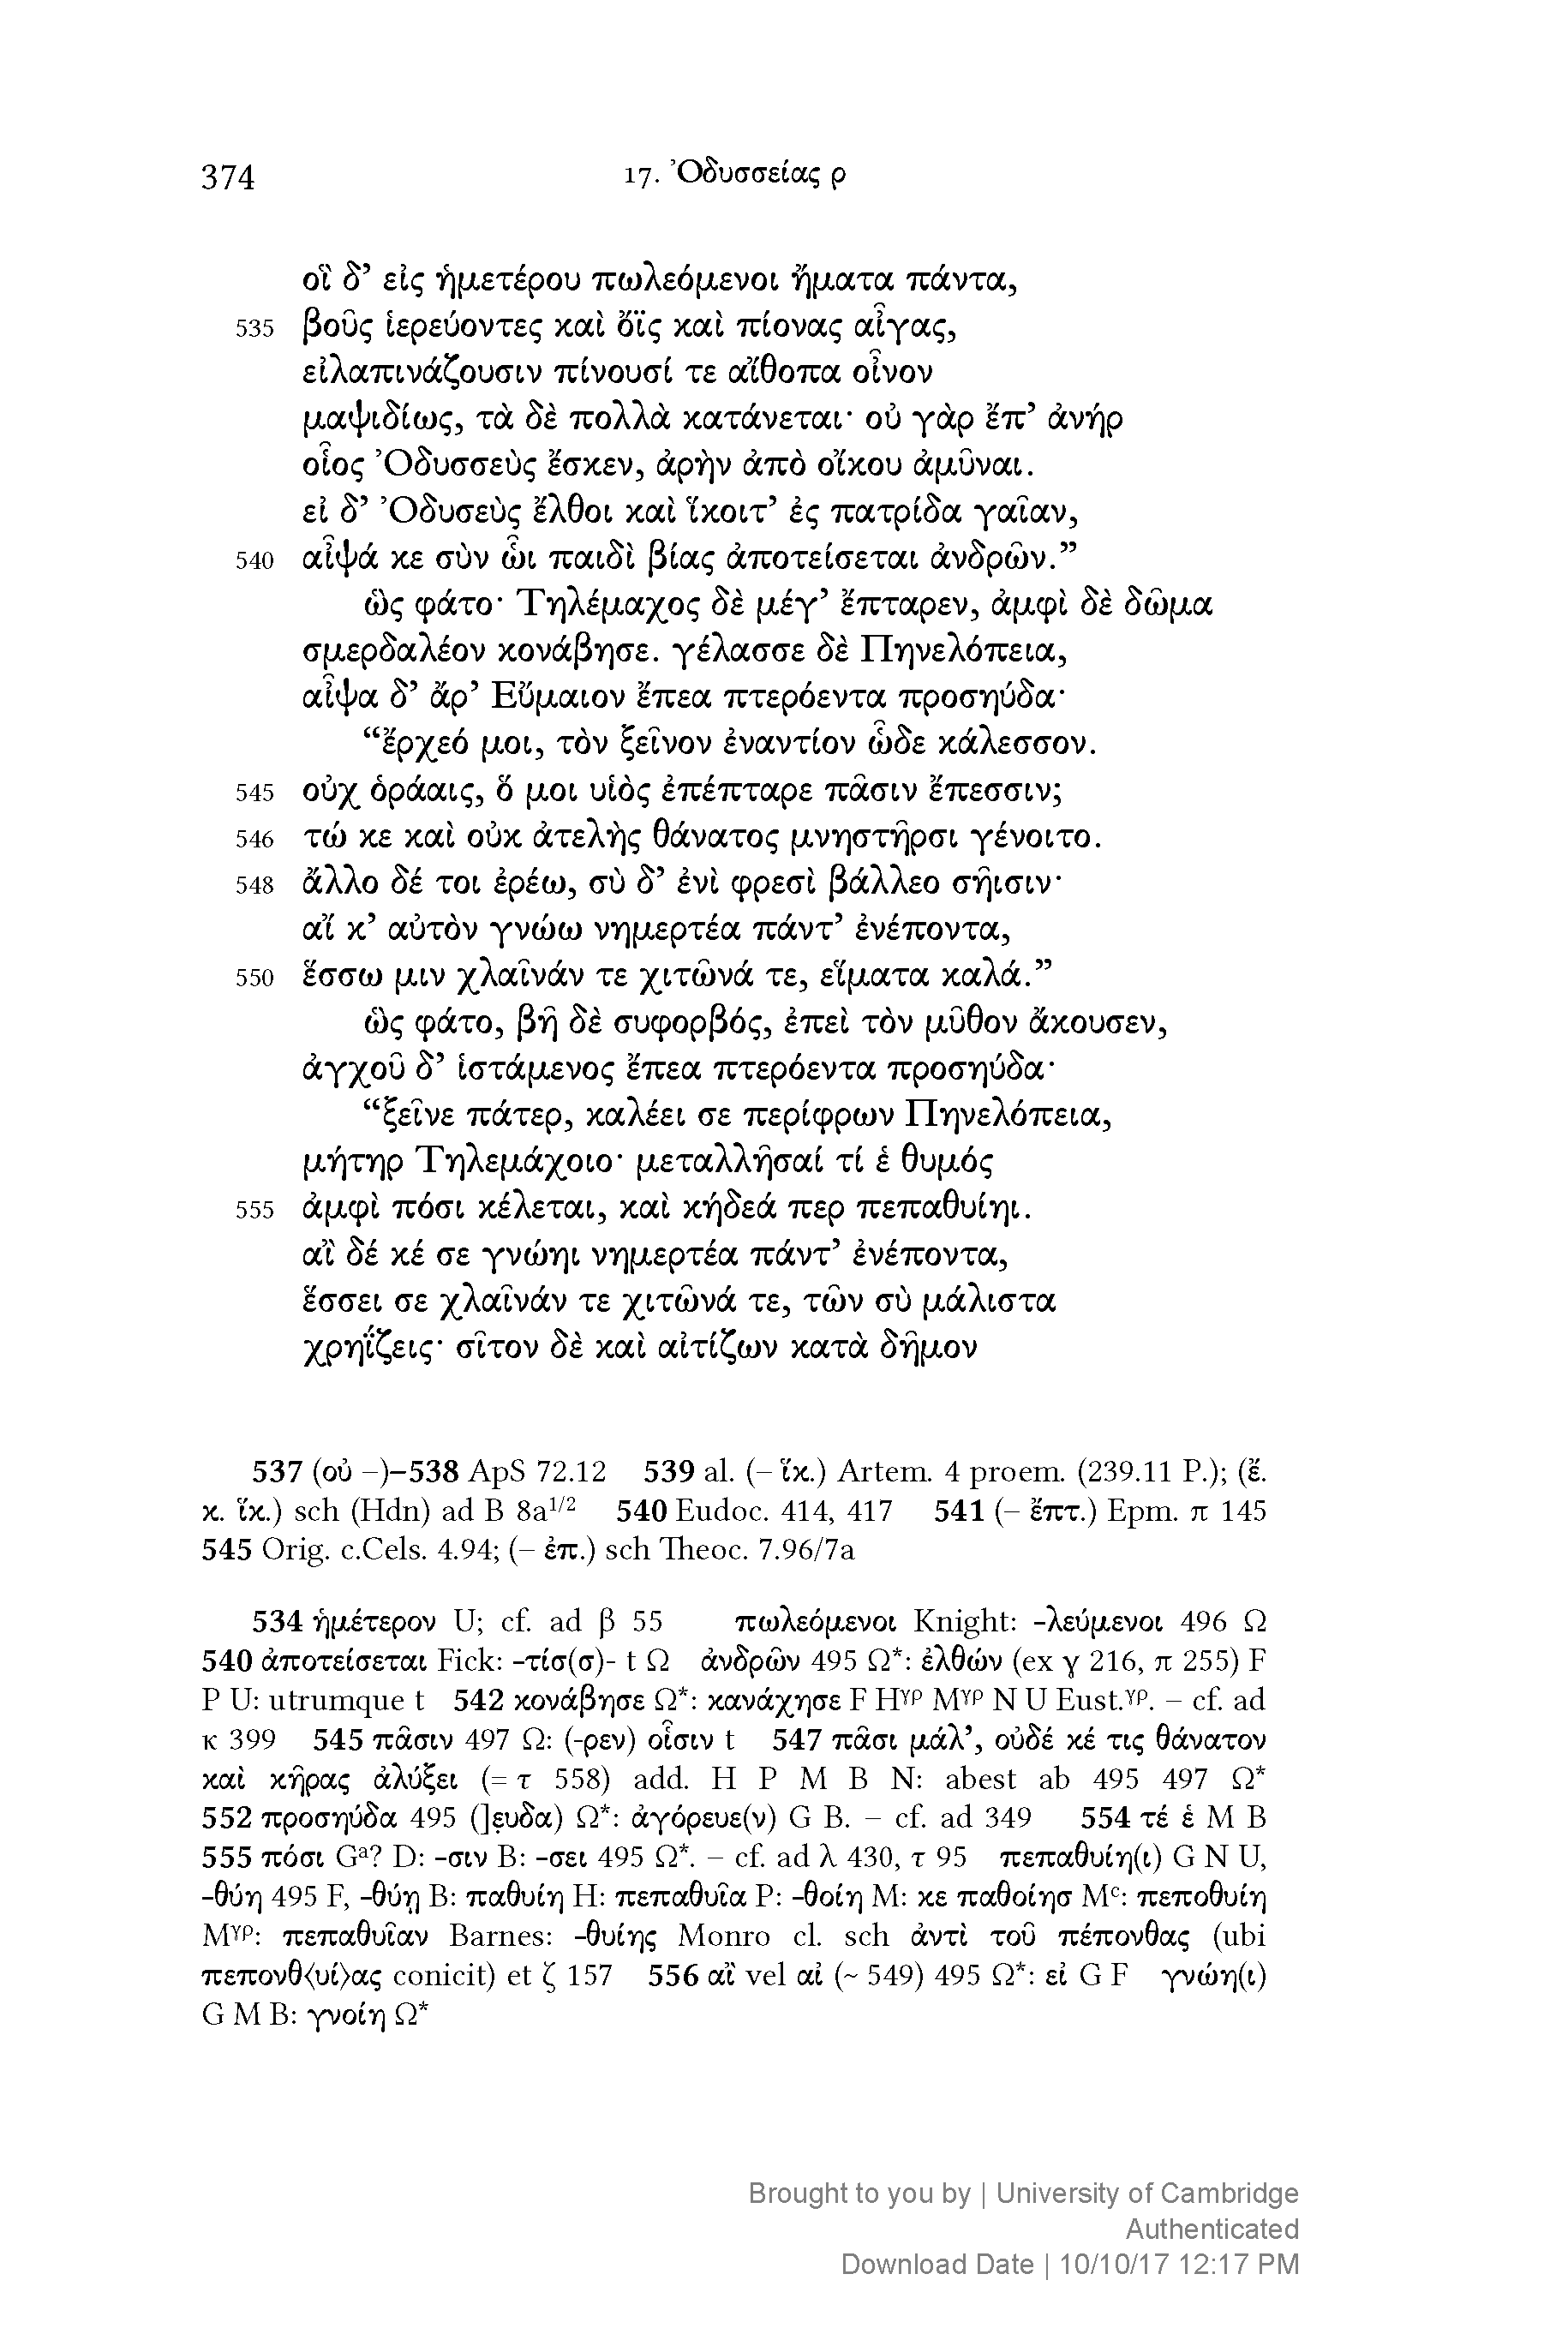 374 17. Ὀδυσσείας ρ
οἳ δ’ εἰς ἡμετέρου πωλεόμενοι ἤματα πάντα,
535 βοῦς ἱερεύοντες καὶ ὄϊς καὶ πίονας αἶγας,
εἰλαπινάζουσιν πίνουσί τε αἴθοπα οἶνον
μαψιδίως, τὰ δὲ πολλὰ κατάνεται· οὐ γὰρ ἔπ’ ἀνήρ
οἷος Ὀδυσσεὺς ἔσκεν, ἀρὴν ἀπὸ οἴκου ἀμῦναι.
εἰ δ’ Ὀδυσεὺς ἔλθοι καὶ ἵκοιτ’ ἐς πατρίδα γαῖαν,
540 αἶψά κε σὺν ὧι παιδὶ βίας ἀποτείσεται ἀνδρῶν.”
ὣς φάτο· Τηλέμαχος δὲ μέγ’ ἔπταρεν, ἀμφὶ δὲ δῶμα
σμερδαλέον κονάβησε. γέλασσε δὲ Πηνελόπεια,
αἶψα δ’ ἄρ’ Εὔμαιον ἔπεα πτερόεντα προσηύδα·
“ἔρχεό μοι, τὸν ξεῖνον ἐναντίον ὧδε κάλεσσον.
545 οὐχ ὁράαις, ὅ μοι υἱὸς ἐπέπταρε πᾶσιν ἔπεσσιν;
546 τώ κε καὶ οὐκ ἀτελὴς θάνατος μνηστῆρσι γένοιτο.
548 ἄλλο δέ τοι ἐρέω, σὺ δ’ ἐνὶ φρεσὶ βάλλεο σῆισιν·
αἴ κ’ αὐτὸν γνώω νημερτέα πάντ’ ἐνέποντα,
550 ἕσσω μιν χλαῖνάν τε χιτῶνά τε, εἵματα καλά.”
ὣς φάτο, βῆ δὲ συφορβός, ἐπεὶ τὸν μῦθον ἄκουσεν,
ἀγχοῦ δ’ ἱστάμενος ἔπεα πτερόεντα προσηύδα·
“ξεῖνε πάτερ, καλέει σε περίφρων Πηνελόπεια,
μήτηρ Τηλεμάχοιο· μεταλλῆσαί τί ἑ θυμός
555 ἀμφὶ πόσι κέλεται, καὶ κήδεά περ πεπαθυίηι.
αἲ δέ κέ σε γνώηι νημερτέα πάντ’ ἐνέποντα,
ἕσσει σε χλαῖνάν τε χιτῶνά τε, τῶν σὺ μάλιστα
χρηΐζεις· σῖτον δὲ καὶ αἰτίζων κατὰ δῆμον
537 (οὐ –)–538 ApS 72.12 539 al. (– ἵκ.) Artem. 4 proem. (239.11 P.); (ἔ.
κ. ἵκ.) sch (Hdn) ad B 8a¹/² 540 Eudoc. 414, 417 541 (– ἔπτ.) Epm. π 145
545 Orig. c.Cels. 4.94; (– ἐπ.) sch Theoc. 7.96/7a
534 ἡμέτερον U; cf. ad β 55 πωλεόμενοι Knight: -λεύμενοι 496 Ω
540 ἀποτείσεται Fick: -τίσ(σ)- t Ω ἀνδρῶν 495 Ω*: ἐλθών (ex γ 216, π 255) F
P U: utrumque t 542 κονάβησε Ω*: κανάχησε F Hᵞᵖ Mᵞᵖ N U Eust.ᵞᵖ. – cf. ad
κ 399 545 πᾶσιν 497 Ω: (-ρεν) οἷσιν t 547 πᾶσι μάλ’, οὐδέ κέ τις θάνατον
καὶ κῆρας ἀλύξει (= τ 558) add. H P M B N: abest ab 495 497 Ω*
552 προσηύδα 495 (]ε̣υδα) Ω*: ἀγόρευε(ν) G B. – cf. ad 349 554 τέ ἑ M B
555 πόσι Gᵃ? D: -σιν B: -σει 495 Ω*. – cf. ad λ 430, τ 95 πεπαθυίη(ι) G N U,
-θύη 495 F, -θύῃ B: παθυίη H: πεπαθυῖα P: -θοίη M: κε παθοίησ Mᶜ: πεποθυίη
Mᵞᵖ: πεπαθυῖαν Barnes: -θυίης Monro cl. sch ἀντὶ τοῦ πέπονθας (ubi
πεπονθ⟨υί⟩ας conicit) et ζ 157 556 αἲ vel αἰ (~ 549) 495 Ω*: εἰ G F γνώη(ι)
G M B: γνοίη Ω*
Brought to you by | University of Cambridge
Authenticated
Download Date | 10/10/17 12:17 PM